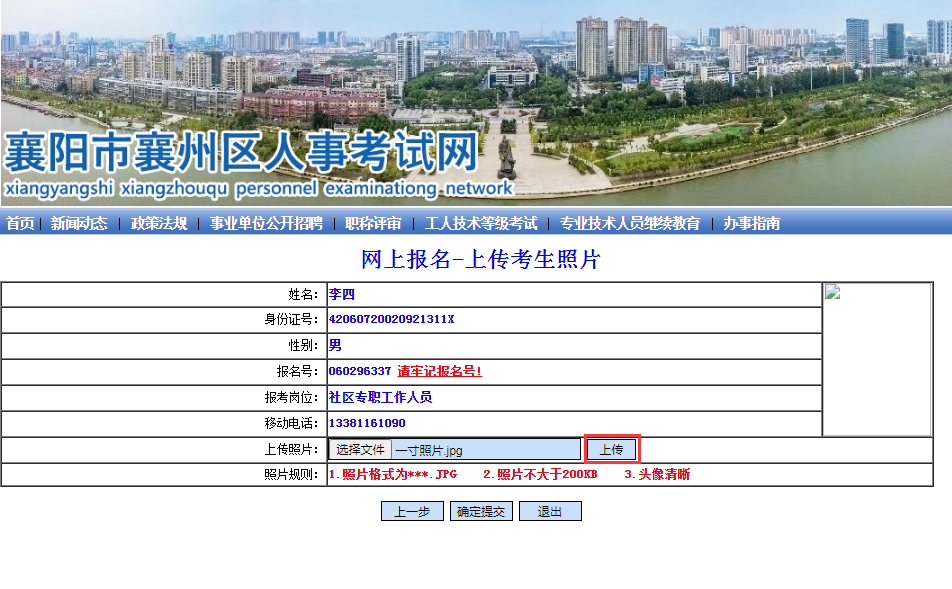 襄阳市襄州区人事考试网
xiangyangshi xiangzhouqu personnel examinationg network
首页 | 新闻动态 | 政策法规 | 事业单位公开招聘 | 职称评审 | 工人技术等级考试 | 专业技术人员继续教育 | 办事指南
网上报名-上传考生照片
姓名： 李四
身份证号： 42060720020921311X
性别： 男
报名号： 060296337 请牢记报名号!
报考岗位： 社区专职工作人员
移动电话： 13381161090
上传照片： 选择文件 一寸照片.jpg 上传
照片规则： 1.照片格式为***.JPG 2.照片不大于200KB 3.头像清晰
上一步 确定提交 退出